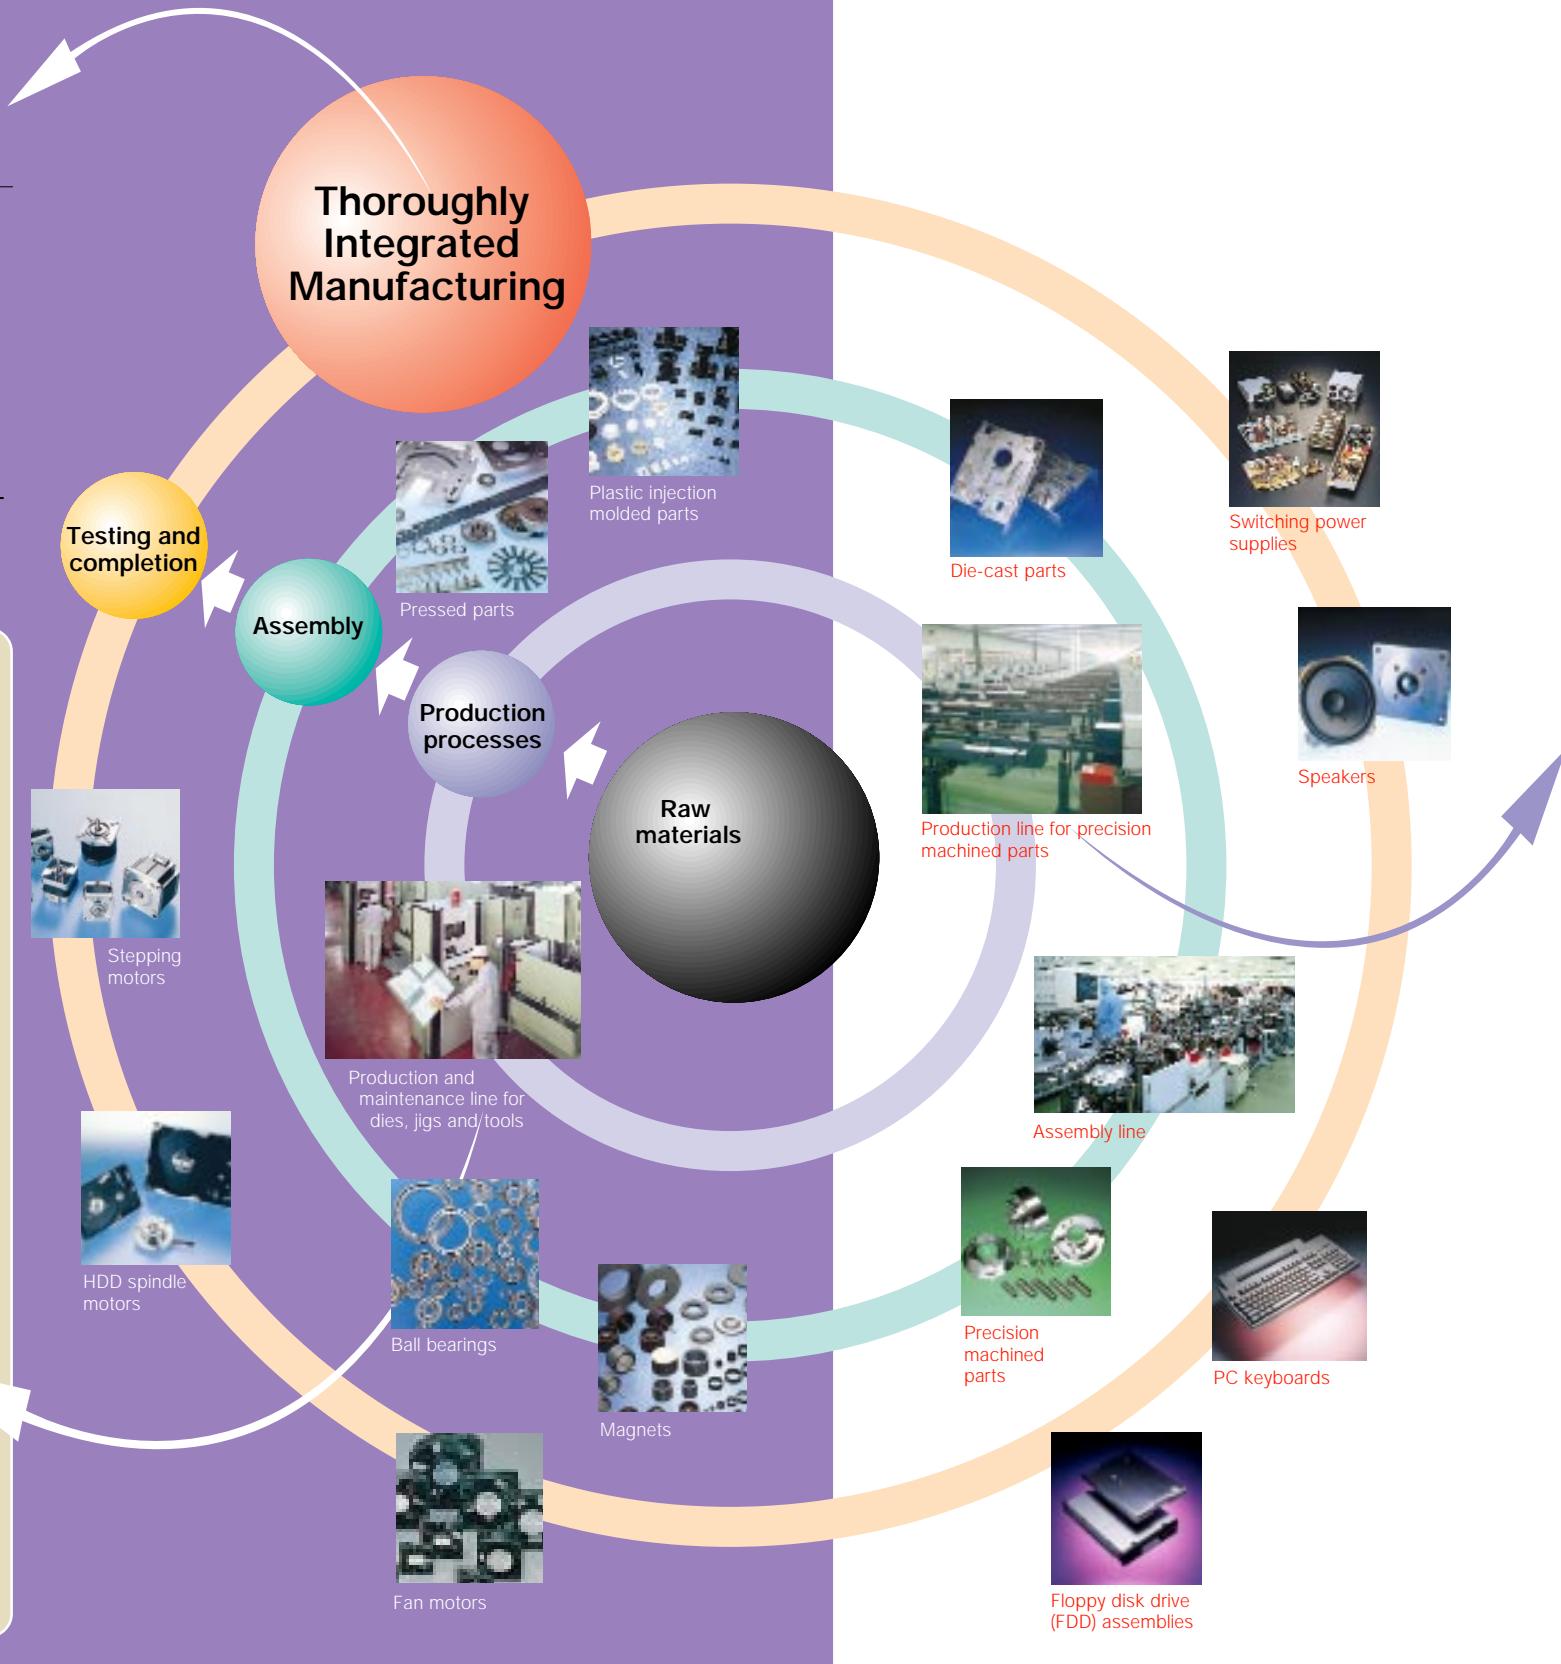 Thoroughly
Integrated
Manufacturing
Plastic injection
molded parts
Switching power
supplies
Testing and
completion
Die-cast parts
Pressed parts
Assembly
Production
processes
Speakers
Raw
materials
Production line for precision
machined parts
Stepping
motors
Production and
maintenance line for
dies, jigs and tools
Assembly line
HDD spindle
motors
Ball bearings
Precision
machined
parts
PC keyboards
Magnets
Fan motors
Floppy disk drive
(FDD) assemblies